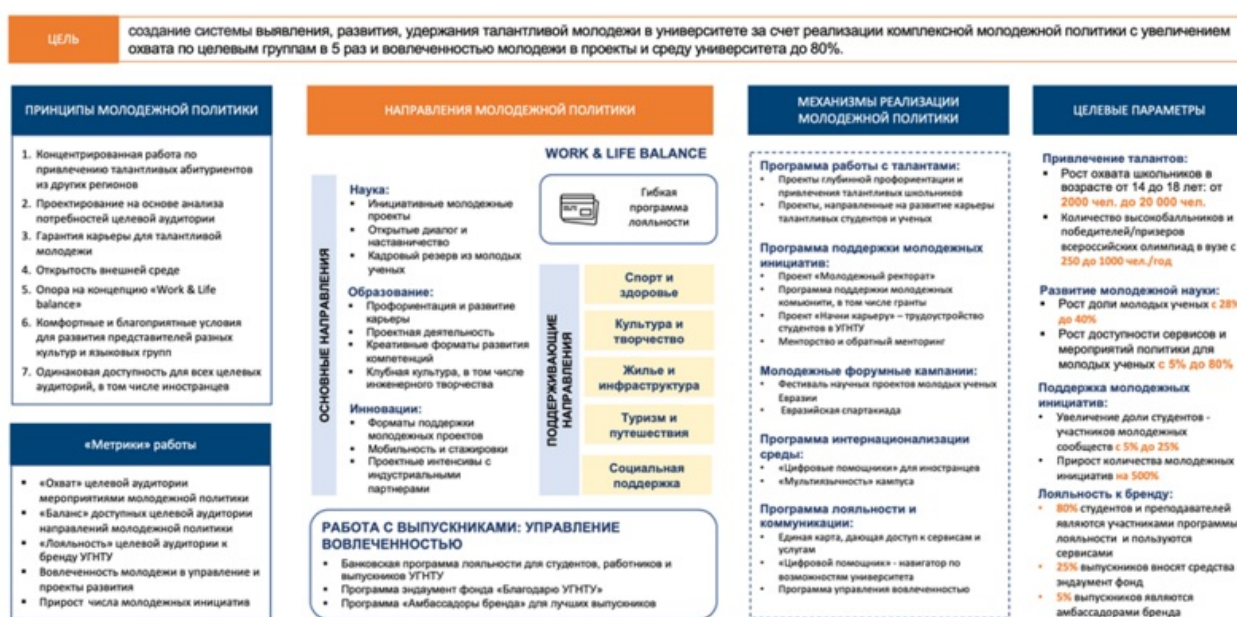 ЦЕЛЬ
создание системы выявления, развития, удержания талантливой молодежи в университете за счет реализации комплексной молодежной политики с увеличением
охвата по целевым группам в 5 раз и вовлеченностью молодежи в проекты и среду университета до 80%.
ПРИНЦИПЫ МОЛОДЕЖНОЙ ПОЛИТИКИ
1. Концентрированная работа по
привлечению талантливых абитуриентов
из других регионов
2. Проектирование на основе анализа
потребностей целевой аудитории
3. Гарантия карьеры для талантливой
молодежи
4. Открытость внешней среде
5. Опора на концепцию «Work & Life
balance»
6. Комфортные и благоприятные условия
для развития представителей разных
культур и языковых групп
7. Одинаковая доступность для всех целевых
аудиторий, в том числе иностранцев
«Метрики» работы
▪ «Охват» целевой аудитории
мероприятиями молодежной политики
▪ «Баланс» доступных целевой аудитории
направлений молодежной политики
▪ «Лояльность» целевой аудитории к
бренду УГНТУ
▪ Вовлеченность молодежи в управление и
проекты развития
▪ Прирост числа молодежных инициатив
НАПРАВЛЕНИЯ МОЛОДЕЖНОЙ ПОЛИТИКИ
WORK & LIFE BALANCE
ОСНОВНЫЕ НАПРАВЛЕНИЯ
Наука:
• Инициативные молодежные
проекты
• Открытые диалог и
наставничество
• Кадровый резерв из молодых
ученых
Образование:
• Профориентация и развитие
карьеры
• Проектная деятельность
• Креативные форматы развития
компетенций
• Клубная культура, в том числе
инженерного творчества
Инновации:
• Форматы поддержки
молодежных проектов
• Мобильность и стажировки
• Проектные интенсивы с
индустриальными
партнерами
Гибкая
программа
лояльности
ПОДДЕРЖИВАЮЩИЕ
НАПРАВЛЕНИЯ
Спорт и
здоровье
Культура и
творчество
Жилье и
инфраструктура
Туризм и
путешествия
Социальная
поддержка
РАБОТА С ВЫПУСКНИКАМИ: УПРАВЛЕНИЕ
ВОВЛЕЧЕННОСТЬЮ
▪ Банковская программа лояльности для студентов, работников и
выпускников УГНТУ
▪ Программа эндаумент фонда «Благодарю УГНТУ»
▪ Программа «Амбассадоры бренда» для лучших выпускников
МЕХАНИЗМЫ РЕАЛИЗАЦИИ
МОЛОДЕЖНОЙ ПОЛИТИКИ
Программа работы с талантами:
• Проекты глубинной профориентации и
привлечения талантливых школьников
• Проекты, направленные на развитие карьеры
талантливых студентов и ученых
Программа поддержки молодежных
инициатив:
• Проект «Молодежный ректорат»
• Программа поддержки молодежных
комьюнити, в том числе гранты
• Проект «Начни карьеру» – трудоустройство
студентов в УГНТУ
• Менторство и обратный менторинг
Молодежные форумные кампании:
• Фестиваль научных проектов молодых ученых
Евразии
• Евразийская спартакиада
Программа интернационализации
среды:
• «Цифровые помощники» для иностранцев
• «Мультиязычность» кампуса
Программа лояльности и
коммуникации:
• Единая карта, дающая доступ к сервисам и
услугам
• «Цифровой помощник» - навигатор по
возможностям университета
• Программа управления вовлеченностью
ЦЕЛЕВЫЕ ПАРАМЕТРЫ
Привлечение талантов:
▪ Рост охвата школьников в
возрасте от 14 до 18 лет: от
2000 чел. до 20 000 чел.
▪ Количество высокобалльников и
победителей/призеров
всероссийских олимпиад в вузе с
250 до 1000 чел./год
Развитие молодежной науки:
▪ Рост доли молодых ученых с 28%
до 40%
▪ Рост доступности сервисов и
мероприятий политики для
молодых ученых с 5% до 80%
Поддержка молодежных
инициатив:
• Увеличение доли студентов -
участников молодежных
сообществ с 5% до 25%
• Прирост количества молодежных
инициатив на 500%
Лояльность к бренду:
• 80% студентов и преподавателей
являются участниками программы
лояльности и пользуются
сервисами
• 25% выпускников вносят средства
эндаумент фонд
• 5% выпускников являются
амбассадорами бренда